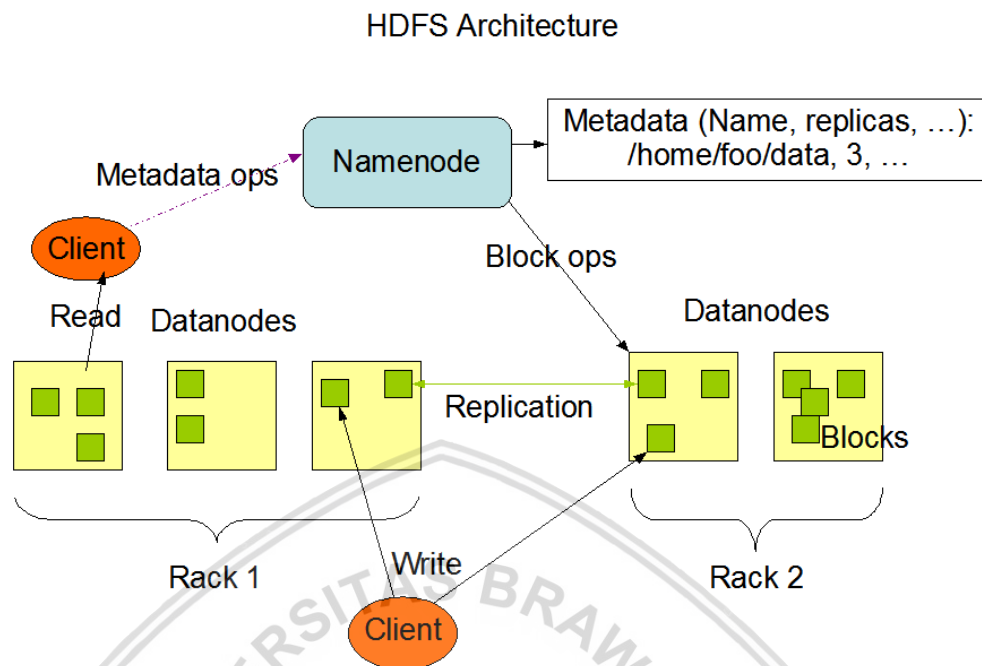 HDFS Architecture
Metadata (Name, replicas, …):
/home/foo/data, 3, …
Namenode
Metadata ops
Client
Block ops
Read
Datanodes
Datanodes
Replication
Blocks
Rack 1
Write
Rack 2
Client